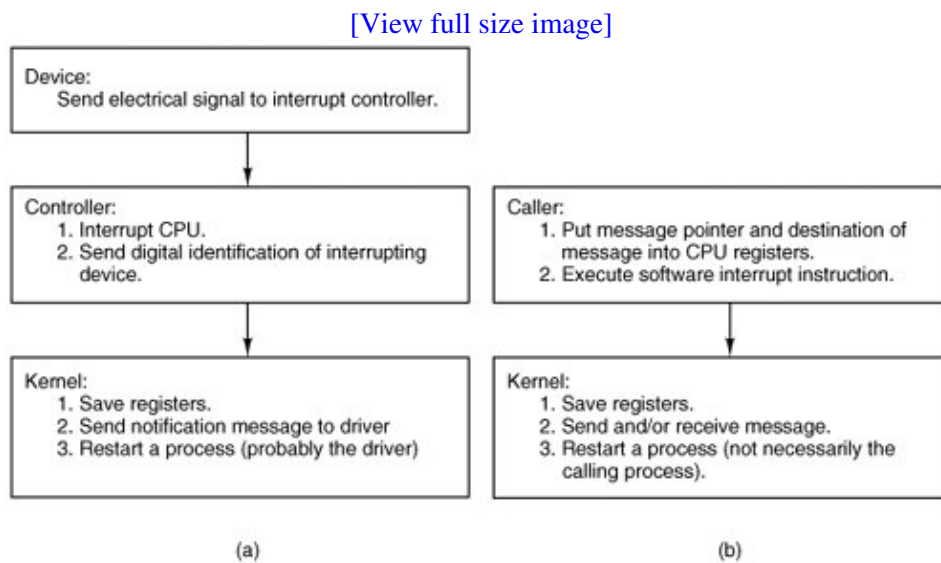 [View full size image]
Device:
Send electrical signal to interrupt controller.
Controller:
1. Interrupt CPU.
2. Send digital identification of interrupting
device.
Kernel:
1. Save registers.
2. Send notification message to driver
3. Restart a process (probably the driver)
(a)
Caller:
1. Put message pointer and destination of
message into CPU registers.
2. Execute software interrupt instruction.
Kernel:
1. Save registers.
2. Send and/or receive message.
3. Restart a process (not necessarily the
calling process).
(b)